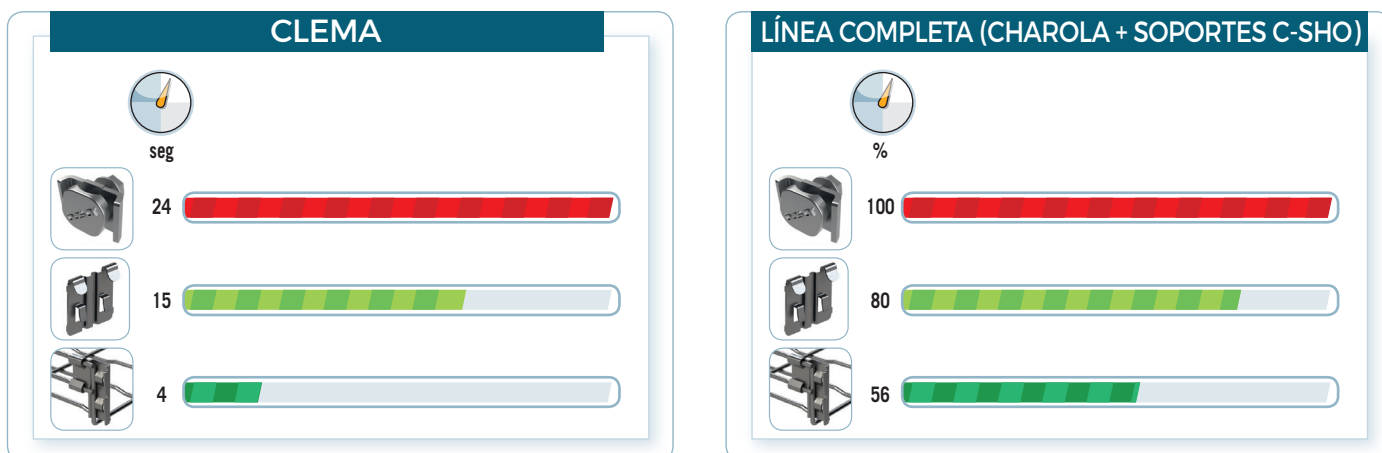 CLEMA
seg
24
15
4
LÍNEA COMPLETA (CHAROLA + SOPORTES C-SHO)
%
100
80
56